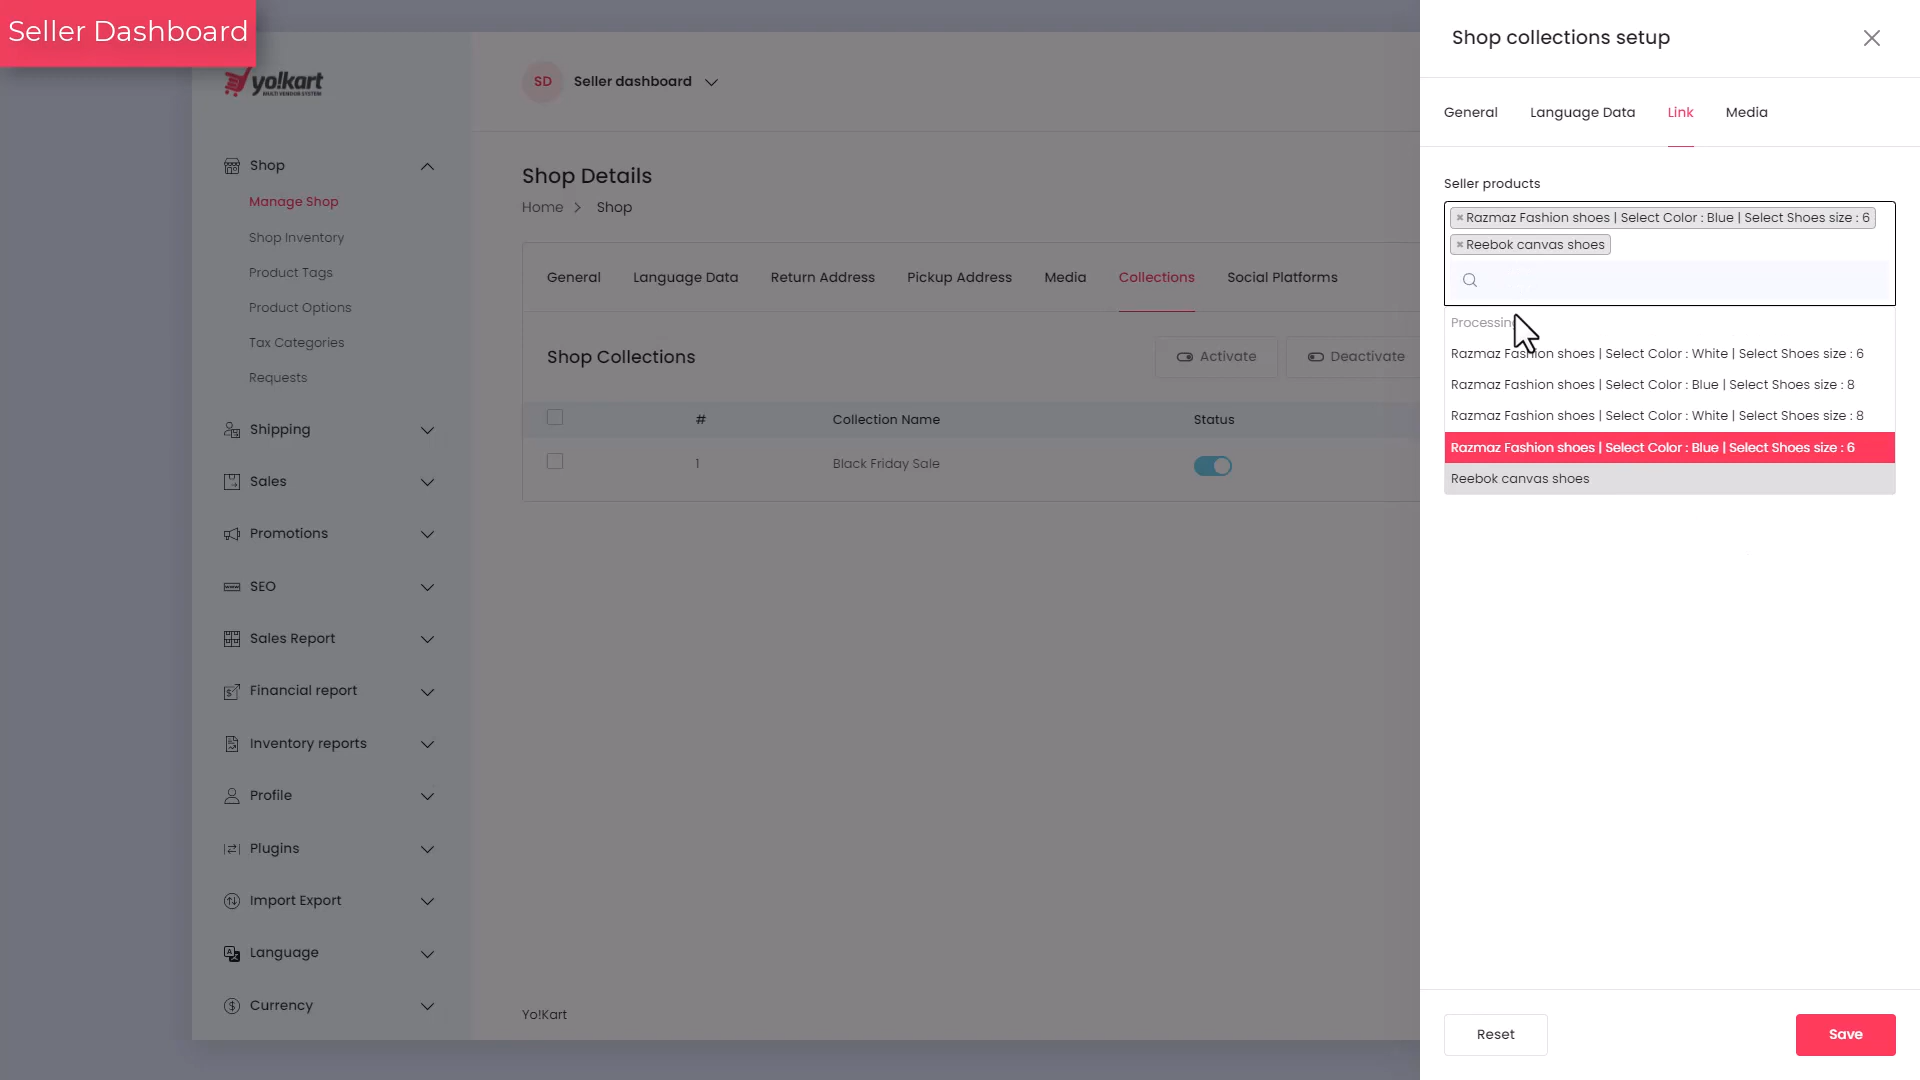 Seller Dashboard
yo!kart
MULTI VENDOR SYSTEM
SD Seller dashboard
Shop
Manage Shop
Shop Inventory
Product Tags
Product Options
Tax Categories
Requests
Shipping
Sales
Promotions
SEO
Sales Report
Financial report
Inventory reports
Profile
Plugins
Import Export
Language
Currency
Shop Details
Home > Shop
General Language Data Return Address Pickup Address Media Collections Social Platforms
Shop Collections Activate Deactivate
# Collection Name Status
1 Black Friday Sale
Yo!Kart
Shop collections setup
General Language Data Link Media
Seller products
× Razmaz Fashion shoes | Select Color : Blue | Select Shoes size : 6
× Reebok canvas shoes
Processing
Razmaz Fashion shoes | Select Color : White | Select Shoes size : 6
Razmaz Fashion shoes | Select Color : Blue | Select Shoes size : 8
Razmaz Fashion shoes | Select Color : White | Select Shoes size : 8
Razmaz Fashion shoes | Select Color : Blue | Select Shoes size : 6
Reebok canvas shoes
Reset Save